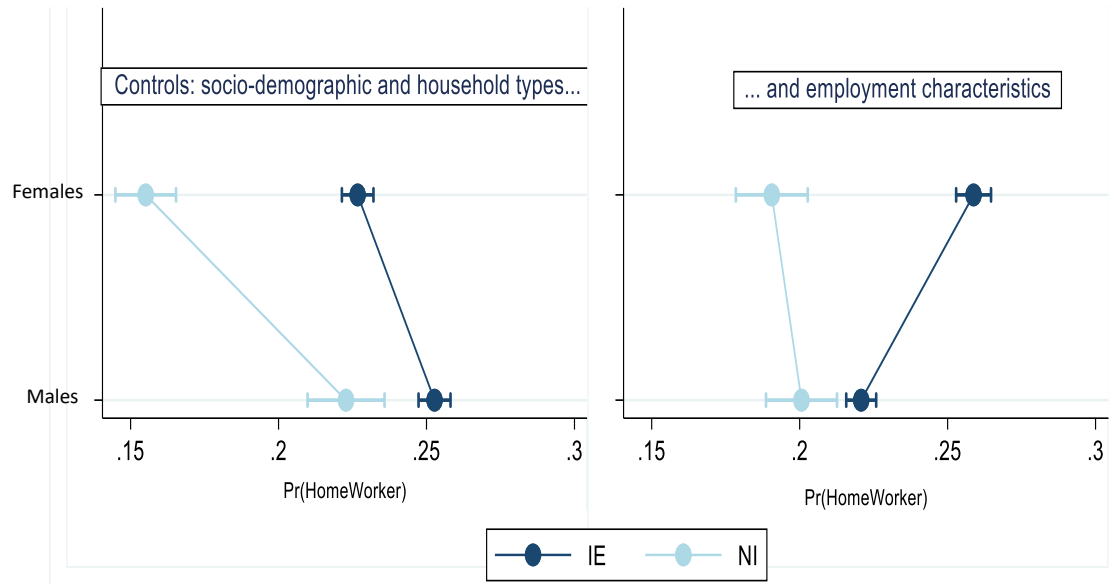 Controls: socio-demographic and household types...
... and employment characteristics
Females
Males
.15 .2 .25 .3
.15 .2 .25 .3
Pr(HomeWorker)
Pr(HomeWorker)
IE NI